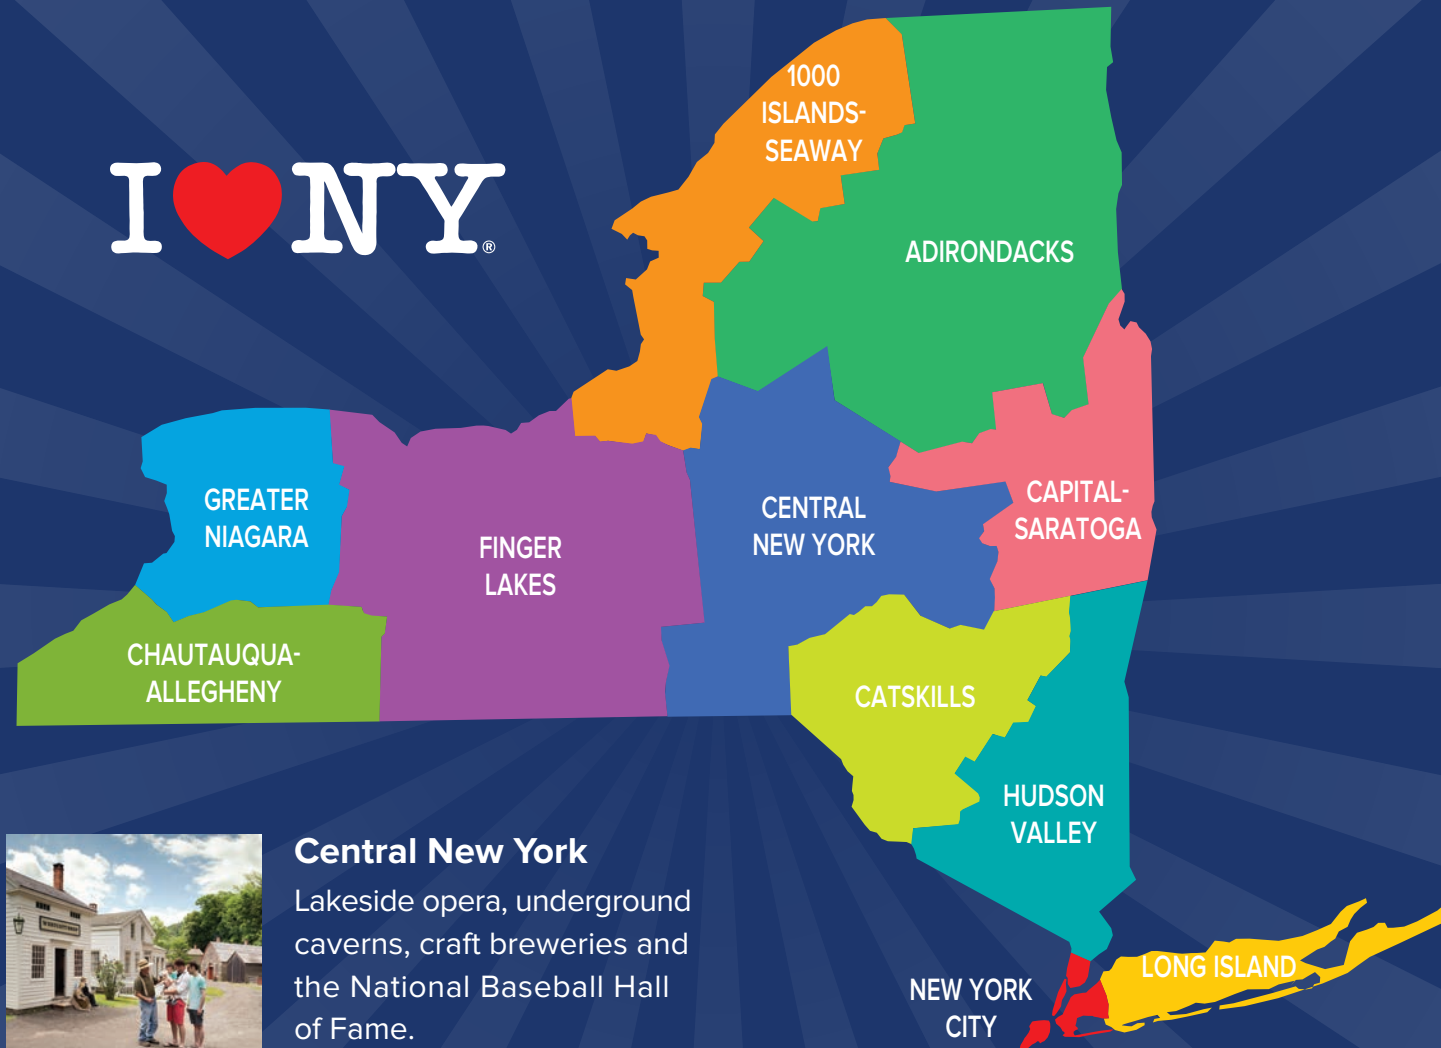 1000
ISLANDS-
SEAWAY
I NY®
ADIRONDACKS
GREATER
NIAGARA
FINGER
LAKES
CENTRAL
NEW YORK
CAPITAL-
SARATOGA
CHAUTAUQUA-
ALLEGHENY
CATSKILLS
HUDSON
VALLEY
Central New York
Lakeside opera, underground
caverns, craft breweries and
the National Baseball Hall
of Fame.
LONG ISLAND
NEW YORK
CITY